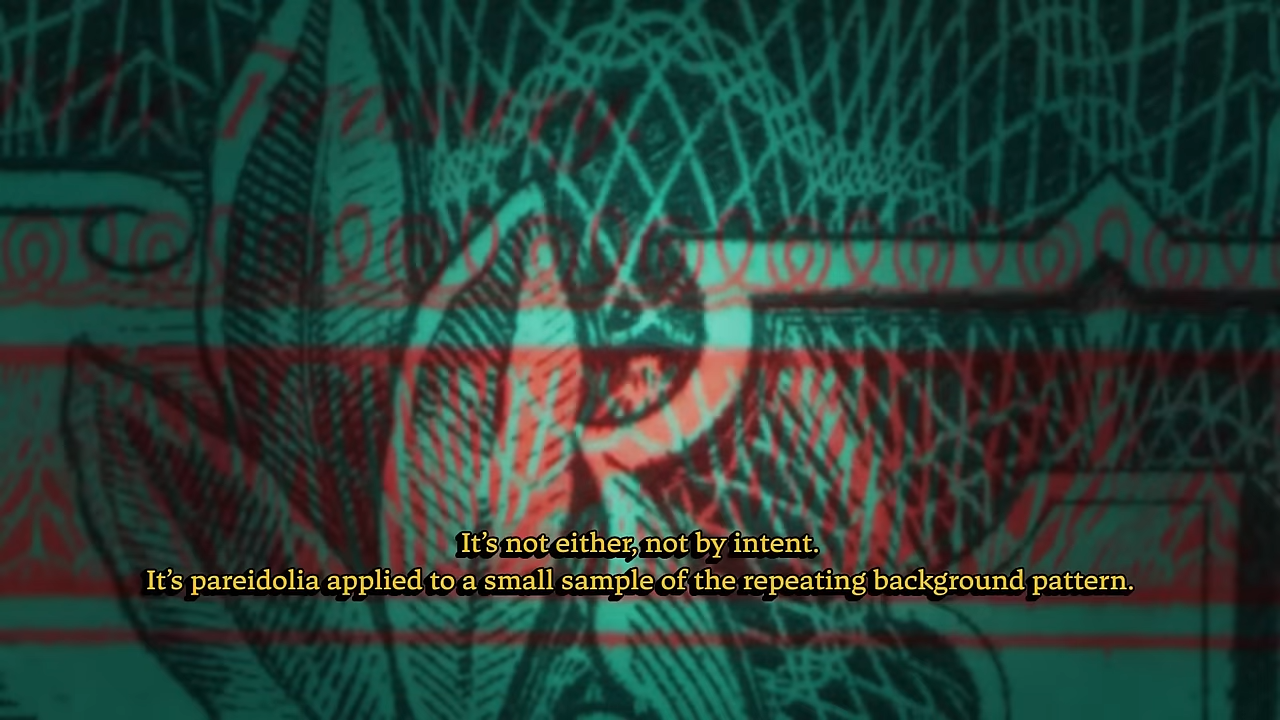 It’s not either, not by intent.
It’s pareidolia applied to a small sample of the repeating background pattern.